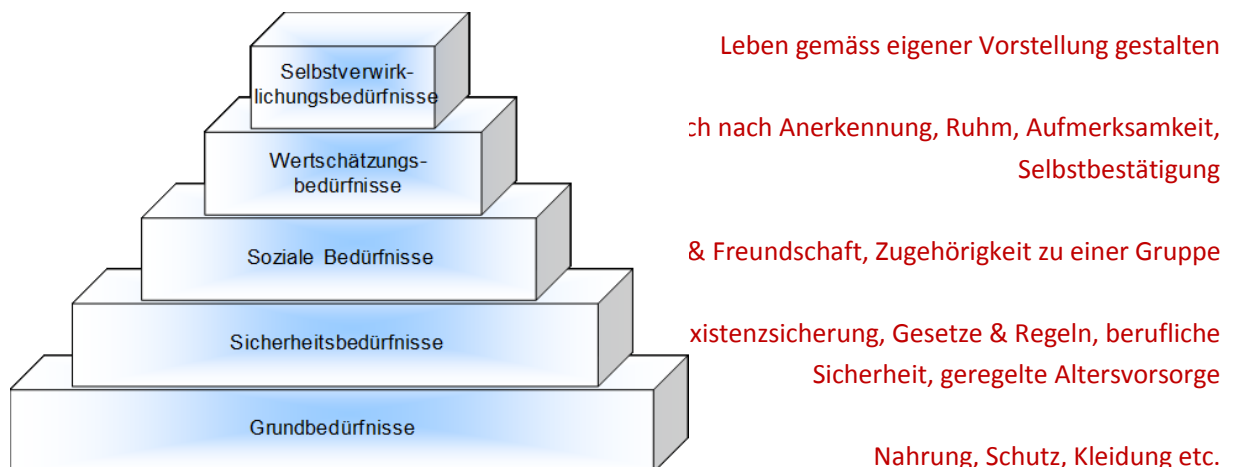 Selbstverwirk-
lichungsbedürfnisse
Leben gemäss eigener Vorstellung gestalten
Wertschätzungs-
bedürfnisse
nach Anerkennung, Ruhm, Aufmerksamkeit,
Selbstbestätigung
Soziale Bedürfnisse
& Freundschaft, Zugehörigkeit zu einer Gruppe
Sicherheitsbedürfnisse
xistenzsicherung, Gesetze & Regeln, berufliche
Sicherheit, geregelte Altersvorsorge
Grundbedürfnisse
Nahrung, Schutz, Kleidung etc.